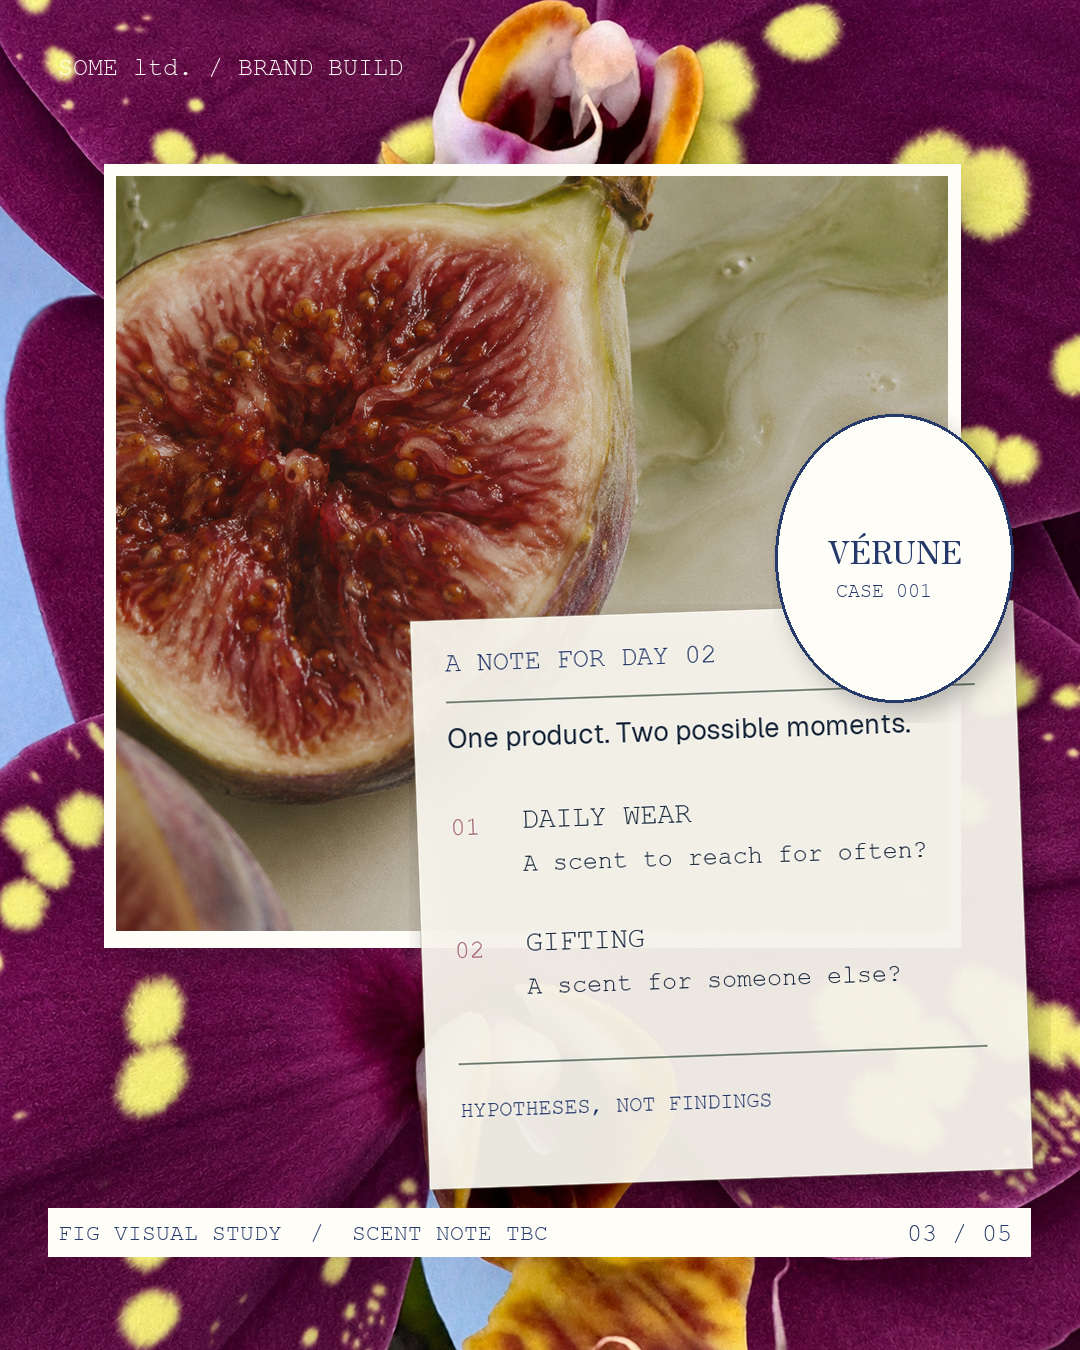 SOME ltd. / BRAND BUILD
VÉRUNE
CASE 001
A NOTE FOR DAY 02
One product. Two possible moments.
01 DAILY WEAR
A scent to reach for often?
02 GIFTING
A scent for someone else?
HYPOTHESES, NOT FINDINGS
FIG VISUAL STUDY / SCENT NOTE TBC 03 / 05